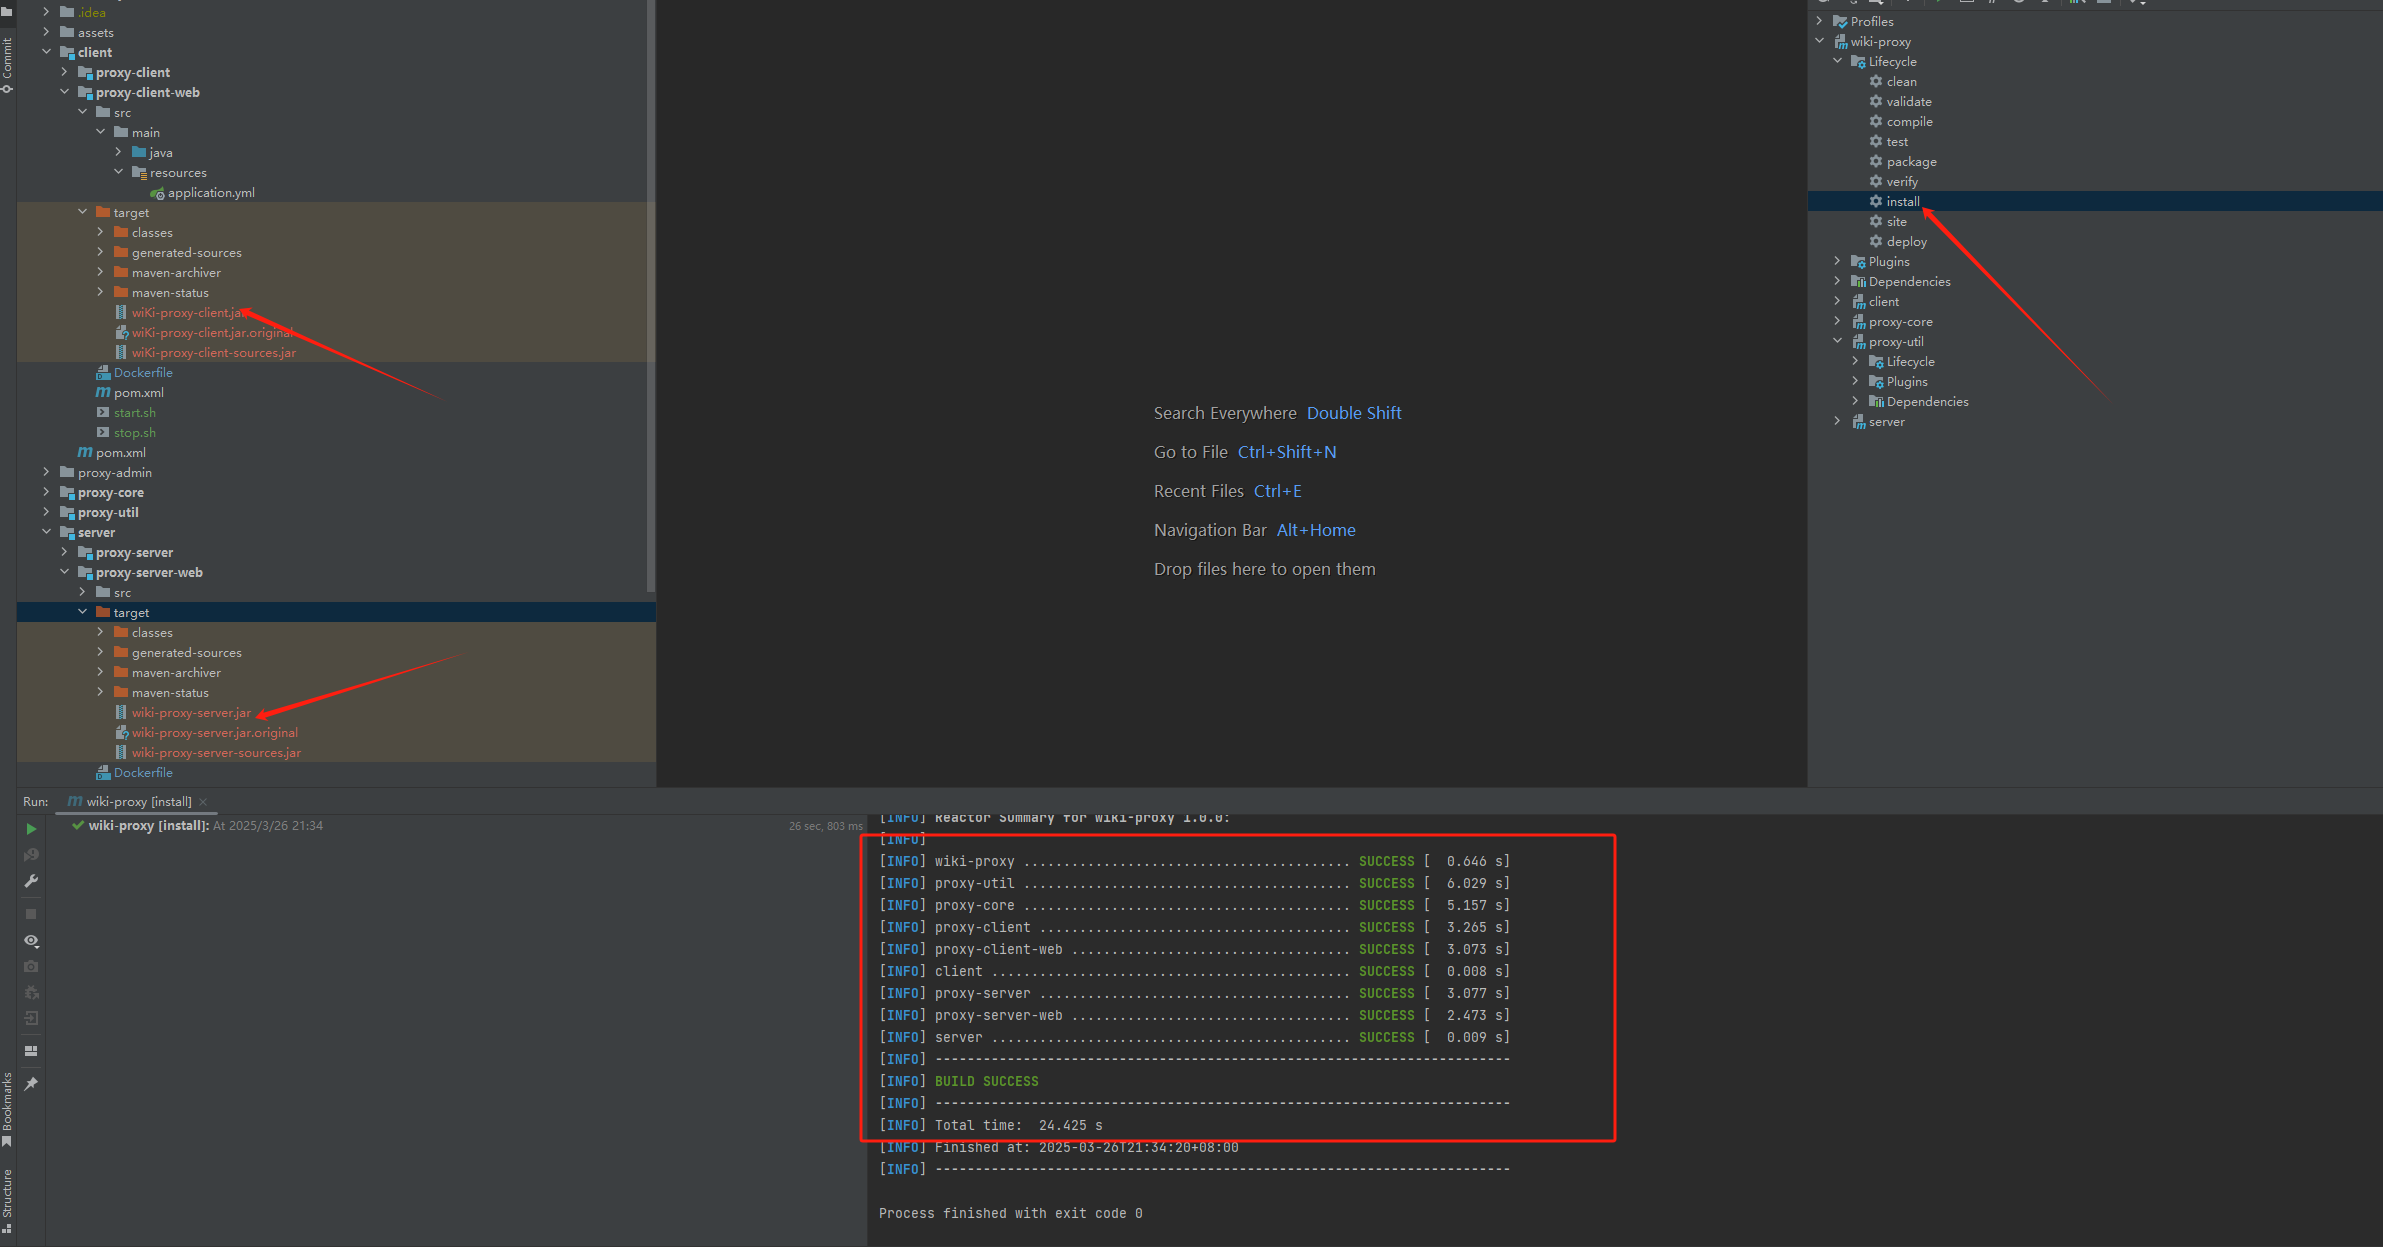 Commit
.idea
assets
client
proxy-client
proxy-client-web
src
main
java
resources
application.yml
target
classes
generated-sources
maven-archiver
maven-status
wiKi-proxy-client.jar
wiKi-proxy-client.jar.original
wiKi-proxy-client-sources.jar
Dockerfile
pom.xml
start.sh
stop.sh
pom.xml
proxy-admin
proxy-core
proxy-util
server
proxy-server
proxy-server-web
src
target
classes
generated-sources
maven-archiver
maven-status
wiki-proxy-server.jar
wiki-proxy-server.jar.original
wiki-proxy-server-sources.jar
Dockerfile
Search Everywhere Double Shift
Go to File Ctrl+Shift+N
Recent Files Ctrl+E
Navigation Bar Alt+Home
Drop files here to open them
Profiles
wiki-proxy
Lifecycle
clean
validate
compile
test
package
verify
install
site
deploy
Plugins
Dependencies
client
proxy-core
proxy-util
Lifecycle
Plugins
Dependencies
server
Run: wiki-proxy [install]
wiki-proxy [install]: At 2025/3/26 21:34 26 sec, 803 ms
[INFO] Reactor Summary for wiki-proxy 1.0.0:
[INFO]
[INFO] wiki-proxy ......................................... SUCCESS [  0.646 s]
[INFO] proxy-util ......................................... SUCCESS [  6.029 s]
[INFO] proxy-core ......................................... SUCCESS [  5.157 s]
[INFO] proxy-client ....................................... SUCCESS [  3.265 s]
[INFO] proxy-client-web ................................... SUCCESS [  3.073 s]
[INFO] client ............................................. SUCCESS [  0.008 s]
[INFO] proxy-server ....................................... SUCCESS [  3.077 s]
[INFO] proxy-server-web ................................... SUCCESS [  2.473 s]
[INFO] server ............................................. SUCCESS [  0.009 s]
[INFO] ------------------------------------------------------------------------
[INFO] BUILD SUCCESS
[INFO] ------------------------------------------------------------------------
[INFO] Total time:  24.425 s
[INFO] Finished at: 2025-03-26T21:34:20+08:00
[INFO] ------------------------------------------------------------------------
Process finished with exit code 0
Bookmarks
Structure